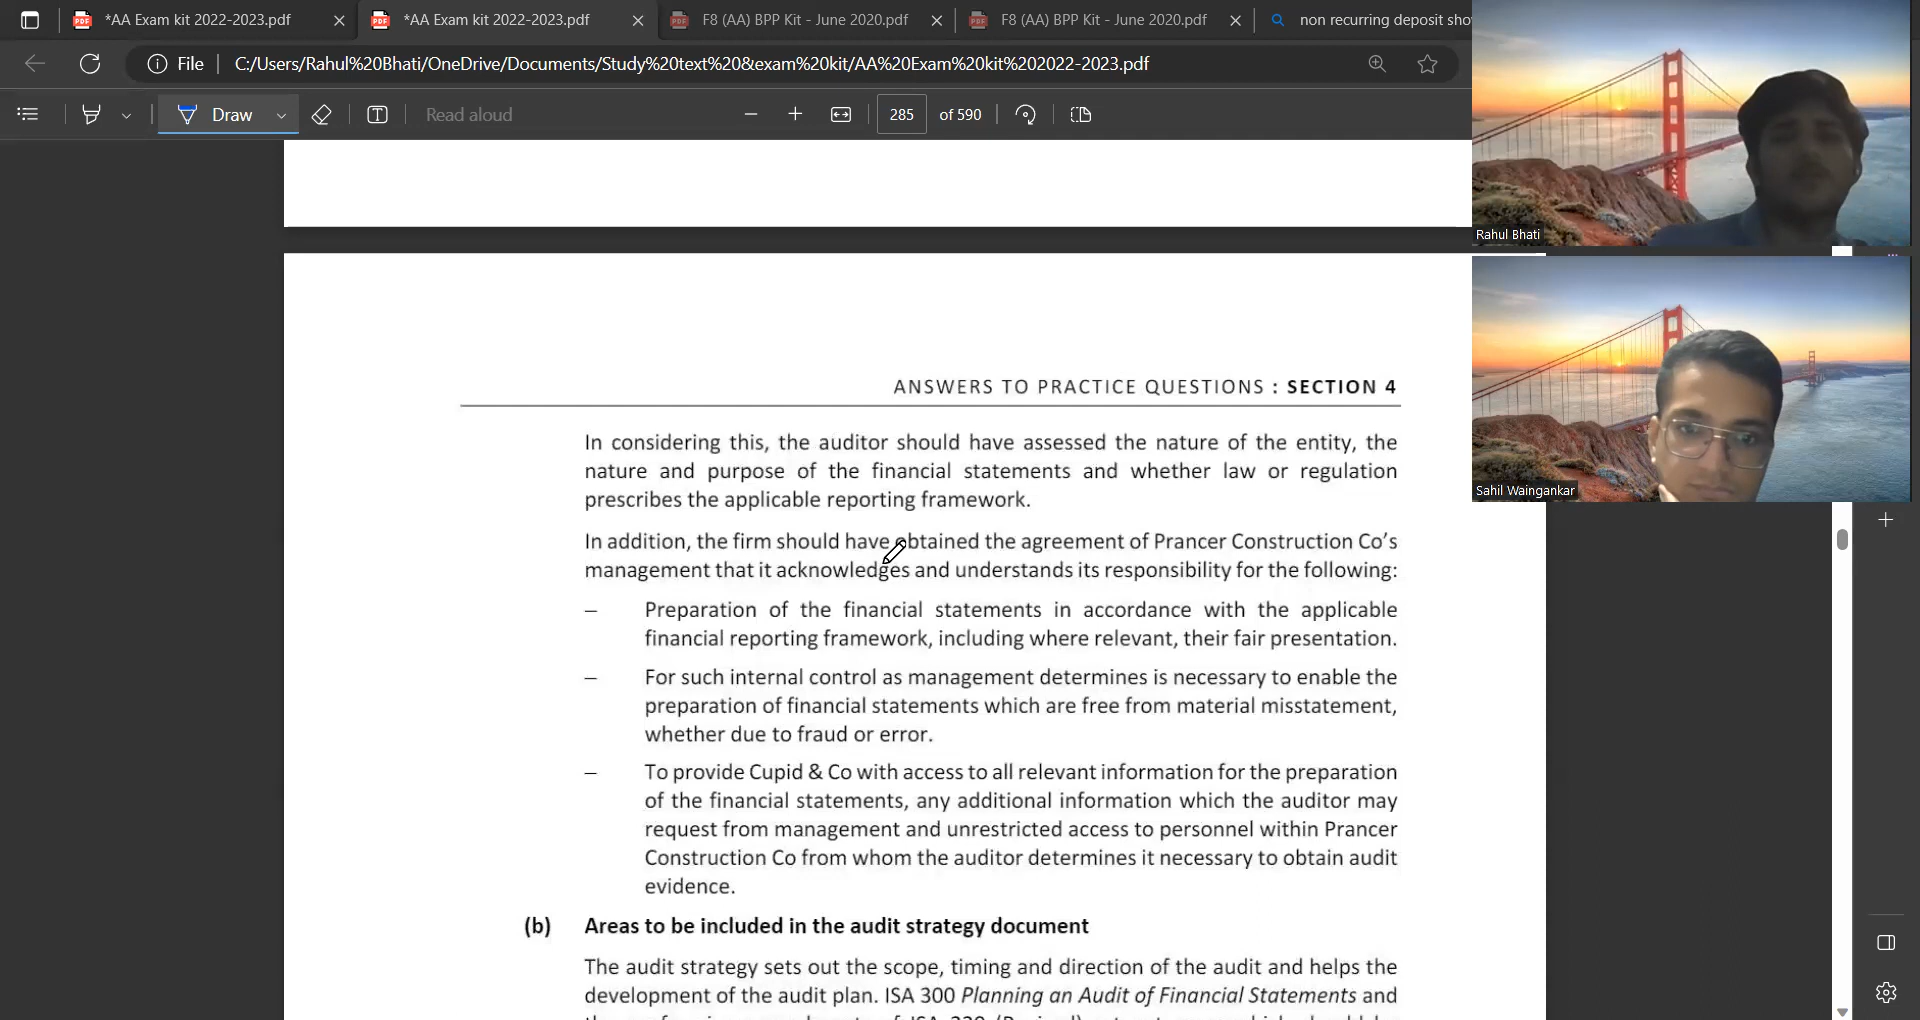 *AA Exam kit 2022-2023.pdf
*AA Exam kit 2022-2023.pdf
F8 (AA) BPP Kit - June 2020.pdf
F8 (AA) BPP Kit - June 2020.pdf
non recurring deposit sho
File
C:/Users/Rahul%20Bhati/OneDrive/Documents/Study%20text%20&exam%20kit/AA%20Exam%20kit%202022-2023.pdf
Draw
Read aloud
285 of 590
Rahul Bhati
Sahil Waingankar
ANSWERS TO PRACTICE QUESTIONS : SECTION 4
In considering this, the auditor should have assessed the nature of the entity, the
nature and purpose of the financial statements and whether law or regulation
prescribes the applicable reporting framework.
In addition, the firm should have obtained the agreement of Prancer Construction Co's
management that it acknowledges and understands its responsibility for the following:
– Preparation of the financial statements in accordance with the applicable
financial reporting framework, including where relevant, their fair presentation.
– For such internal control as management determines is necessary to enable the
preparation of financial statements which are free from material misstatement,
whether due to fraud or error.
– To provide Cupid & Co with access to all relevant information for the preparation
of the financial statements, any additional information which the auditor may
request from management and unrestricted access to personnel within Prancer
Construction Co from whom the auditor determines it necessary to obtain audit
evidence.
(b) Areas to be included in the audit strategy document
The audit strategy sets out the scope, timing and direction of the audit and helps the
development of the audit plan. ISA 300 Planning an Audit of Financial Statements and